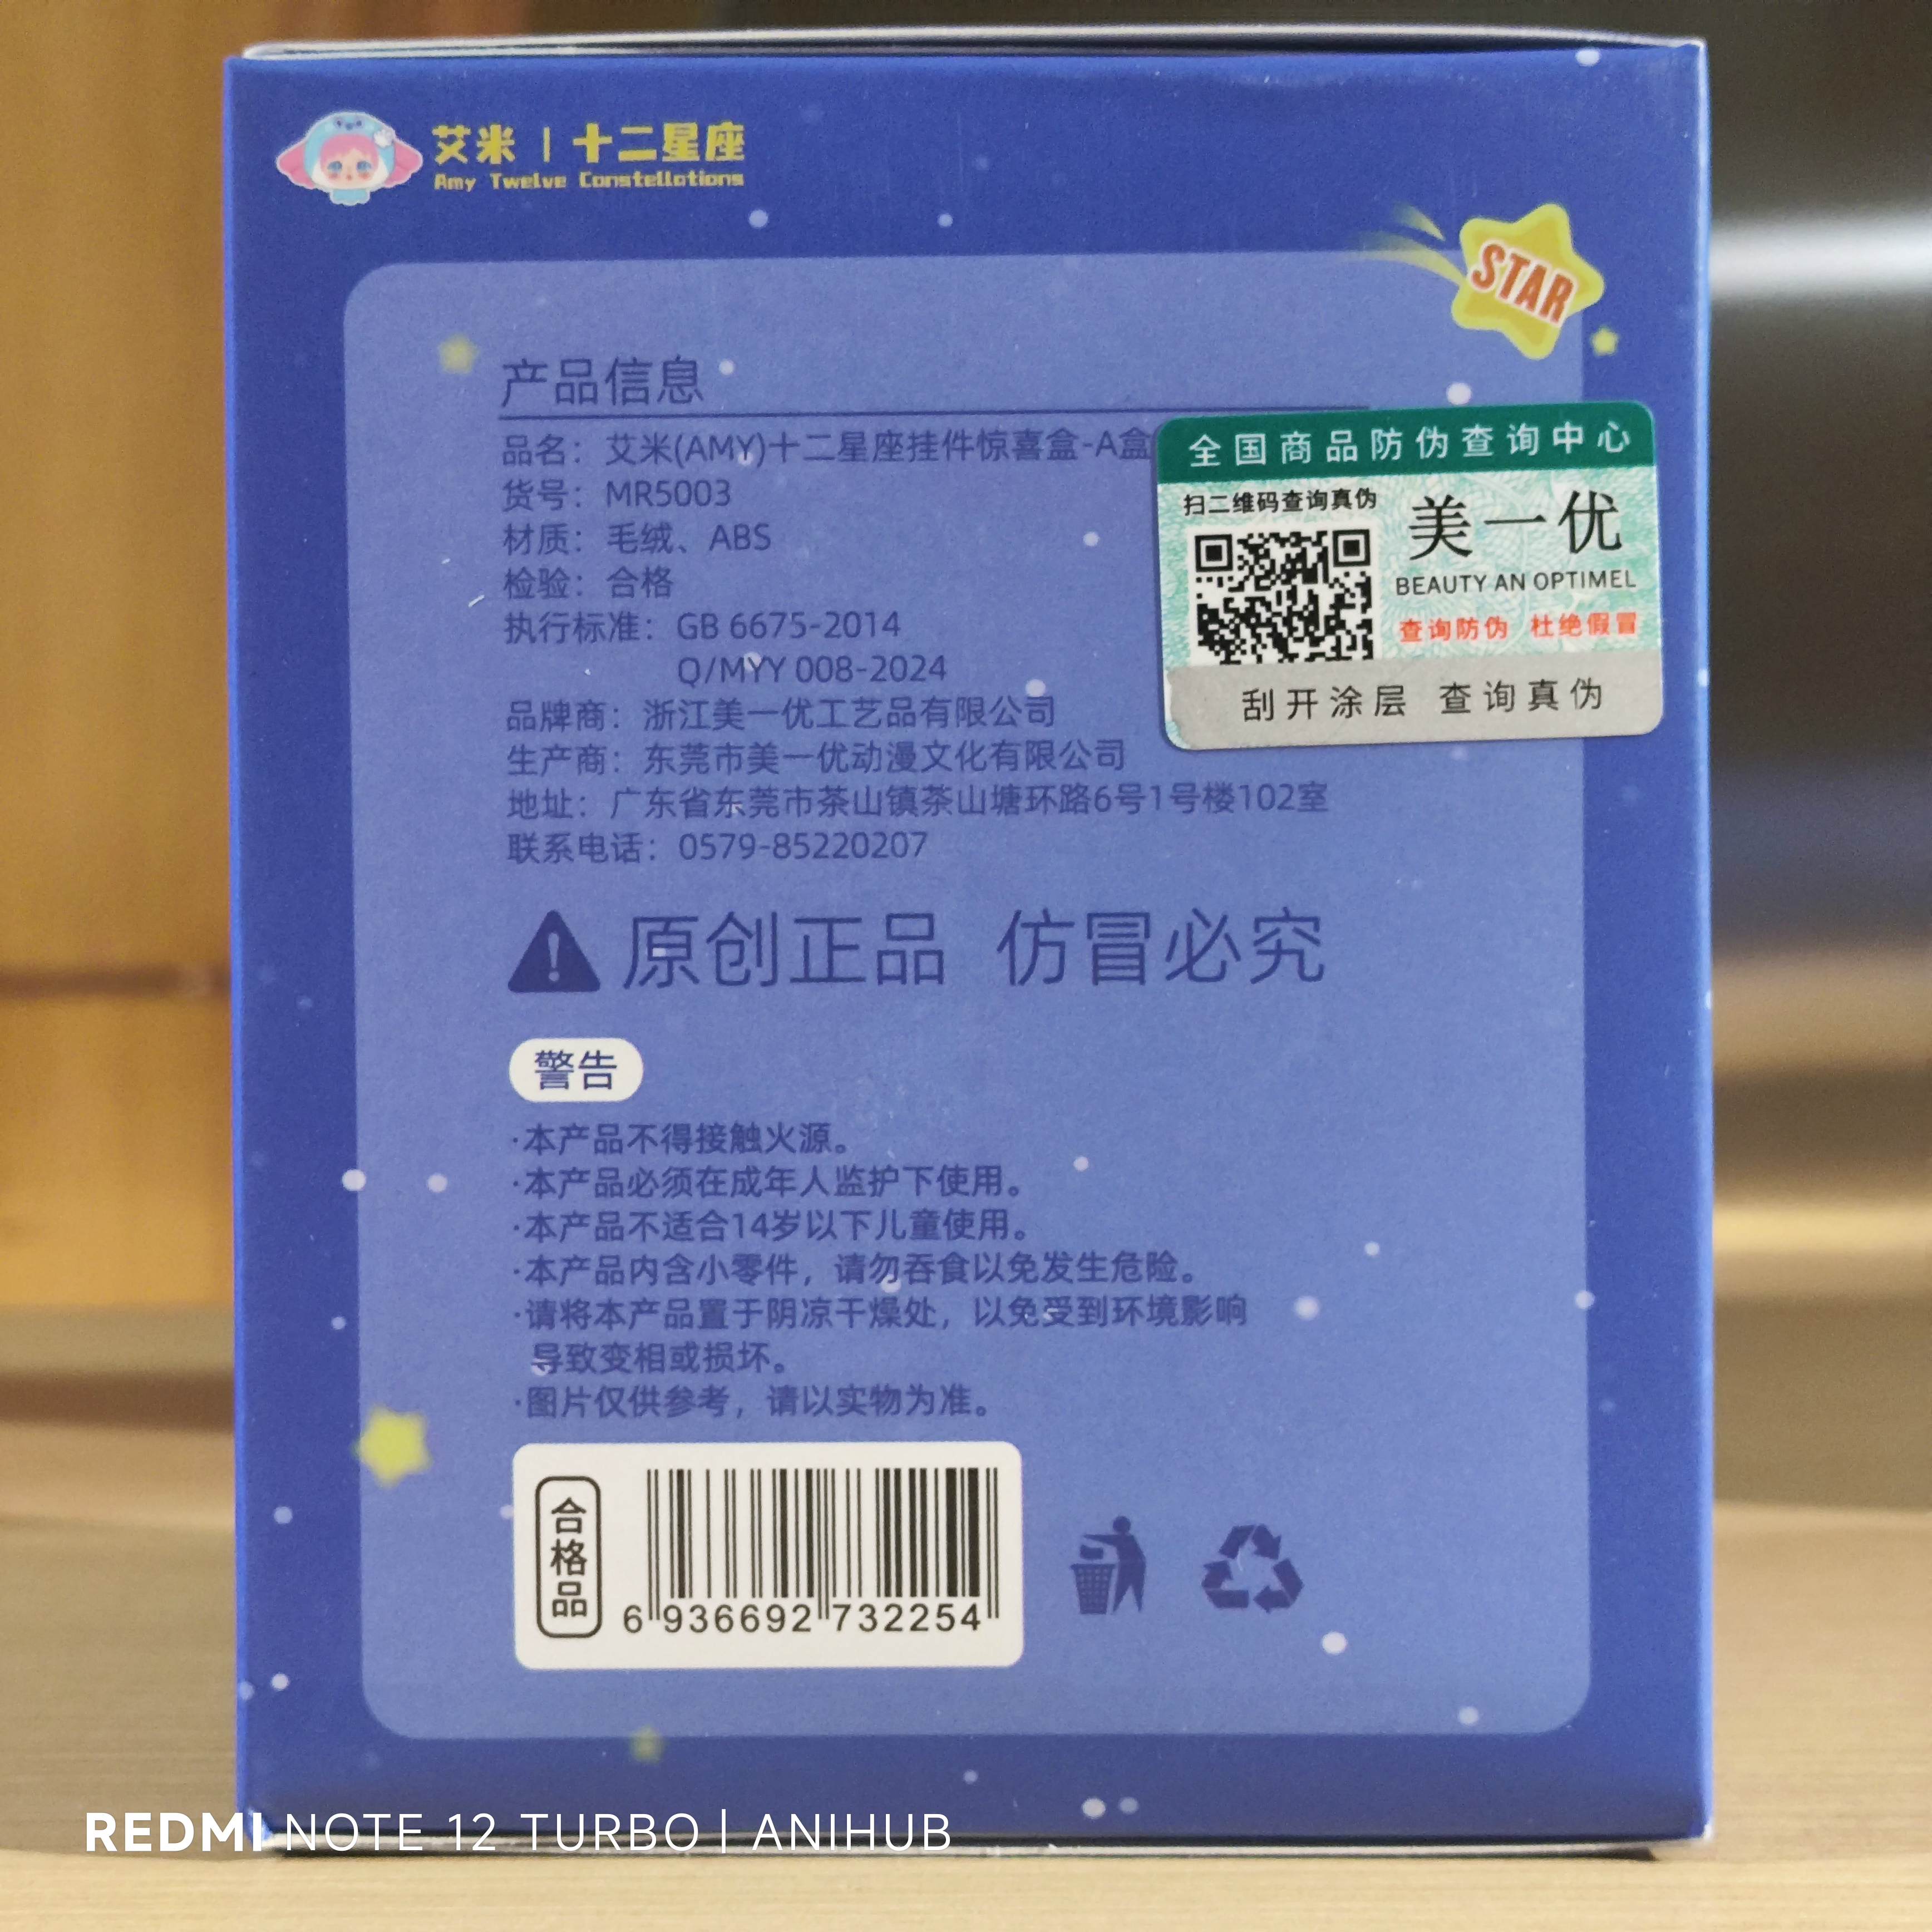 艾米 | 十二星座
Amy Twelve Constellations
STAR
产品信息
品名：艾米(AMY)十二星座挂件惊喜盒-A盒
货号：MR5003
材质：毛绒、ABS
检验：合格
执行标准：GB 6675-2014
Q/MYY 008-2024
品牌商：浙江美一优工艺品有限公司
生产商：东莞市美一优动漫文化有限公司
地址：广东省东莞市茶山镇茶山塘环路6号1号楼102室
联系电话：0579-85220207
全国商品防伪查询中心
扫二维码查询真伪
美一优
BEAUTY AN OPTIMEL
查询防伪 杜绝假冒
刮开涂层 查询真伪
原创正品 仿冒必究
警告
·本产品不得接触火源。
·本产品必须在成年人监护下使用。
·本产品不适合14岁以下儿童使用。
·本产品内含小零件，请勿吞食以免发生危险。
·请将本产品置于阴凉干燥处，以免受到环境影响
导致变相或损坏。
·图片仅供参考，请以实物为准。
合格品
6 936692 732254
REDMI NOTE 12 TURBO | ANIHUB